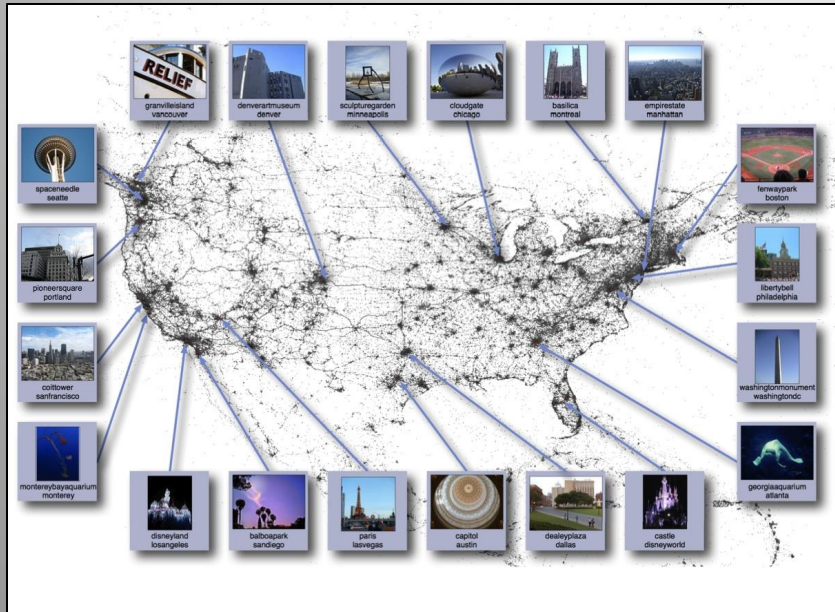 RELIEF
granvilleisland
vancouver
denverartmuseum
denver
sculpturegarden
minneapolis
cloudgate
chicago
basilica
montreal
empirestate
manhattan
spaceneedle
seatte
fenwaypark
boston
pioneersquare
portland
libertybell
philadelphia
coittower
sanfrancisco
washingtonmonument
washingtondc
montereybayaquarium
monterey
georgiaaquarium
atlanta
disneyland
losangeles
balboapark
sandiego
paris
lasvegas
capitol
austin
dealeyplaza
dallas
castle
disneyworld